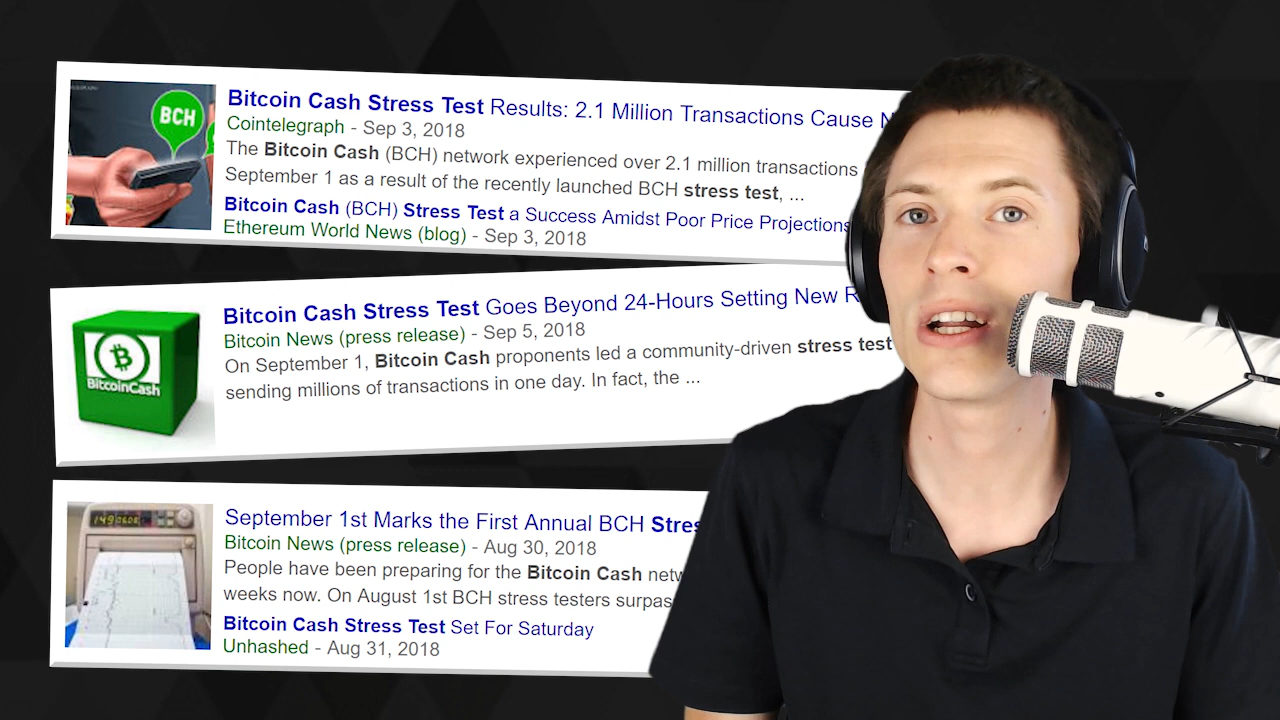 BCH
Bitcoin Cash Stress Test Results: 2.1 Million Transactions Cause
Cointelegraph - Sep 3, 2018
The Bitcoin Cash (BCH) network experienced over 2.1 million transactions
September 1 as a result of the recently launched BCH stress test, ...
Bitcoin Cash (BCH) Stress Test a Success Amidst Poor Price Projections
Ethereum World News (blog) - Sep 3, 2018
BitcoinCash
Bitcoin Cash Stress Test Goes Beyond 24-Hours Setting New
Bitcoin News (press release) - Sep 5, 2018
On September 1, Bitcoin Cash proponents led a community-driven stress test
sending millions of transactions in one day. In fact, the ...
September 1st Marks the First Annual BCH
Bitcoin News (press release) - Aug 30, 2018
People have been preparing for the Bitcoin Cash
weeks now. On August 1st BCH stress testers
Bitcoin Cash Stress Test Set For Saturday
Unhashed - Aug 31, 2018